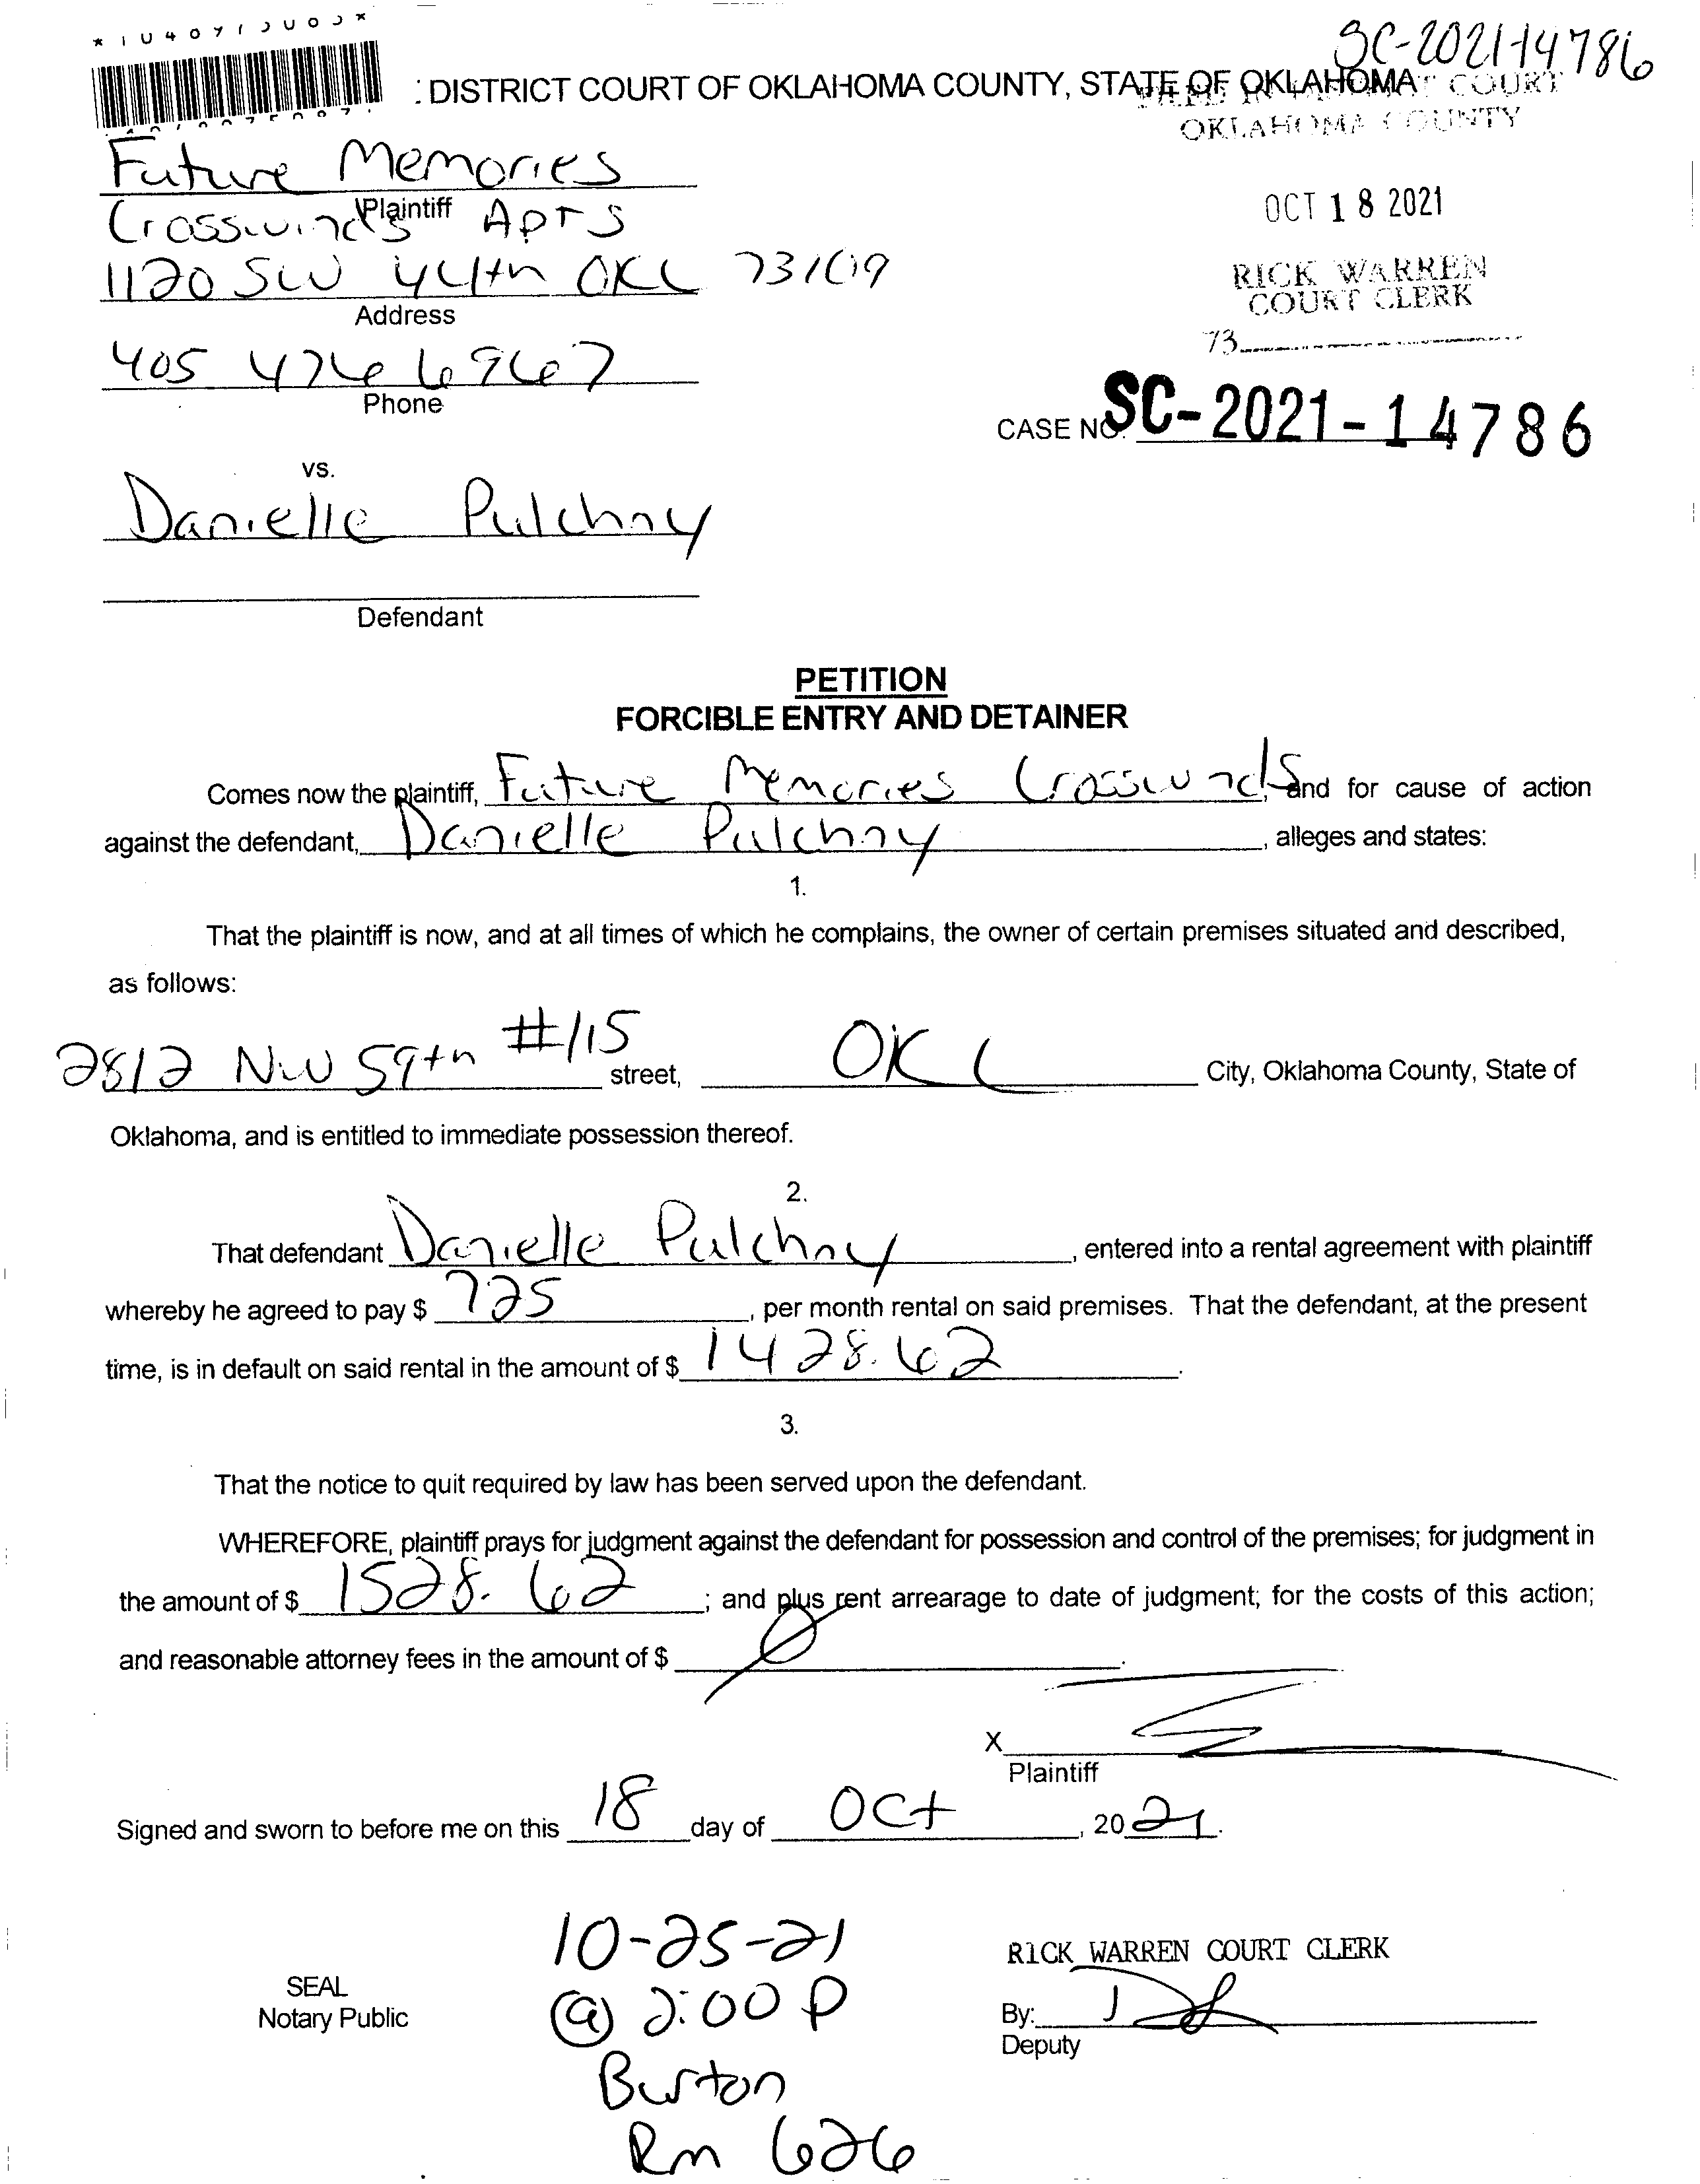 SC-2021-14786
: DISTRICT COURT OF OKLAHOMA COUNTY, STATE OF OKLAHOMA
COURT
OKLAHOMA COUNTY
Future Memories
Plaintiff
Crosswinds Apts
OCT 18 2021
1120 SW 44th OKC 73109
Address
RICK WARREN
COURT CLERK
73
405 476 6967
Phone
CASE NO. SC-2021-14786
vs.
Danielle Pulchny
Defendant
PETITION
FORCIBLE ENTRY AND DETAINER
Comes now the plaintiff, Future Memories Crosswinds, and for cause of action
against the defendant, Danielle Pulchny, alleges and states:
1.
That the plaintiff is now, and at all times of which he complains, the owner of certain premises situated and described,
as follows:
2812 NW 59th #115 street, OKC City, Oklahoma County, State of
Oklahoma, and is entitled to immediate possession thereof.
2.
That defendant Danielle Pulchny, entered into a rental agreement with plaintiff
whereby he agreed to pay $ 725, per month rental on said premises. That the defendant, at the present
time, is in default on said rental in the amount of $ 1428.62.
3.
That the notice to quit required by law has been served upon the defendant.
WHEREFORE, plaintiff prays for judgment against the defendant for possession and control of the premises; for judgment in
the amount of $ 1528.62; and plus rent arrearage to date of judgment; for the costs of this action;
and reasonable attorney fees in the amount of $ 0.
X
Plaintiff
Signed and sworn to before me on this 18 day of Oct, 2021.
10-25-21
@ 2:00 P
Burton
Rm 626
SEAL
Notary Public
RICK WARREN COURT CLERK
By:
Deputy